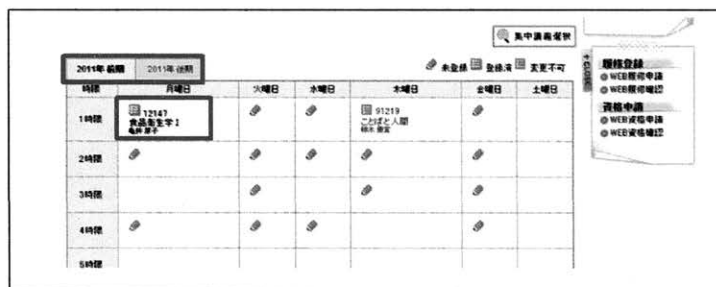 集中講義選択
2011年前期 2011年後期
未登録 登録済 変更不可
時限 月曜日 火曜日 水曜日 木曜日 金曜日 土曜日
1時限
12147
食品衛生学I
91219
ことばと人間
2時限
3時限
4時限
5時限
CLOSE
履修登録
WEB履修申請
WEB履修確認
資格申請
WEB資格申請
WEB資格確認